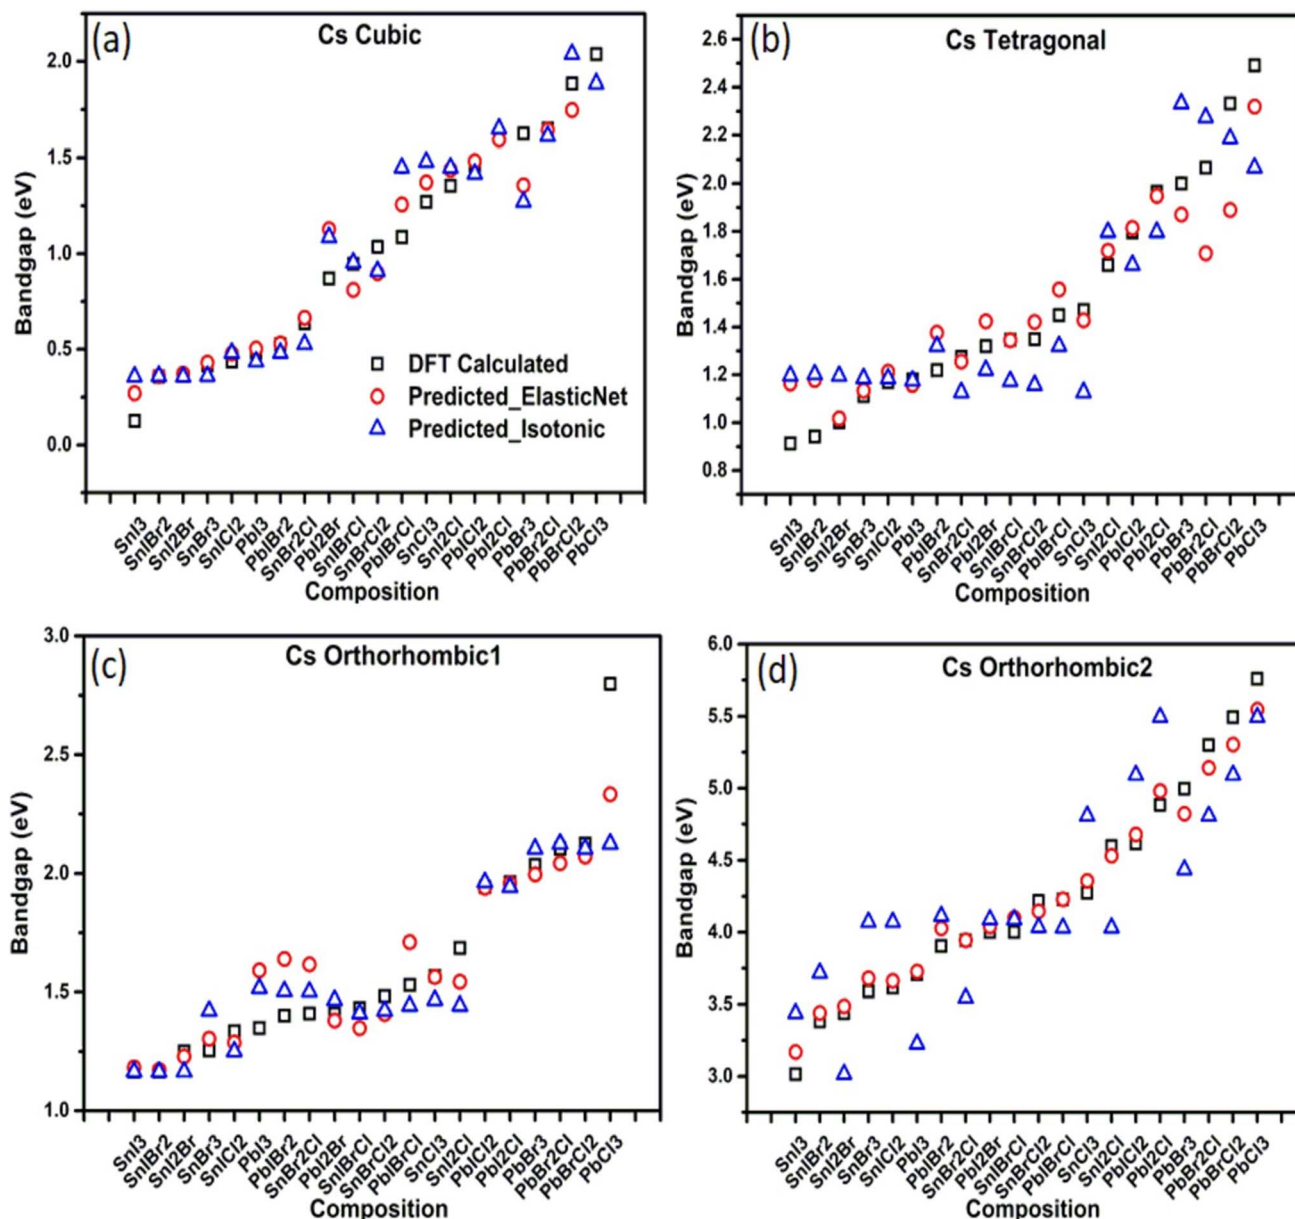 (a) Cs Cubic
2.0
1.5
1.0
0.5
0.0
Bandgap (eV)
DFT Calculated
Predicted_ElasticNet
Predicted_Isotonic
SnI3
SnIBr2
SnI2Br
SnBr3
SnICl2
PbI3
PbIBr2
SnBr2Cl
PbI2Br
SnIBrCl
SnBrCl2
PbIBrCl
SnCl3
SnI2Cl
PbICl2
PbI2Cl
PbBr3
PbBr2Cl
PbBrCl2
PbCl3
Composition
(b) Cs Tetragonal
2.6
2.4
2.2
2.0
1.8
1.6
1.4
1.2
1.0
0.8
Bandgap (eV)
SnI3
SnIBr2
SnI2Br
SnBr3
SnICl2
PbI3
PbIBr2
SnBr2Cl
PbI2Br
SnIBrCl
SnBrCl2
PbIBrCl
SnCl3
SnI2Cl
PbICl2
PbI2Cl
PbBr3
PbBr2Cl
PbBrCl2
PbCl3
Composition
(c) Cs Orthorhombic1
3.0
2.5
2.0
1.5
1.0
Bandgap (eV)
SnI3
SnIBr2
SnI2Br
SnBr3
SnICl2
PbI3
PbIBr2
SnBr2Cl
PbI2Br
SnIBrCl
SnBrCl2
PbIBrCl
SnCl3
SnI2Cl
PbICl2
PbI2Cl
PbBr3
PbBr2Cl
PbBrCl2
PbCl3
Composition
(d) Cs Orthorhombic2
6.0
5.5
5.0
4.5
4.0
3.5
3.0
Bandgap (eV)
SnI3
SnIBr2
SnI2Br
SnBr3
SnICl2
PbI3
PbIBr2
SnBr2Cl
PbI2Br
SnIBrCl
SnBrCl2
PbIBrCl
SnCl3
SnI2Cl
PbICl2
PbI2Cl
PbBr3
PbBr2Cl
PbBrCl2
PbCl3
Composition